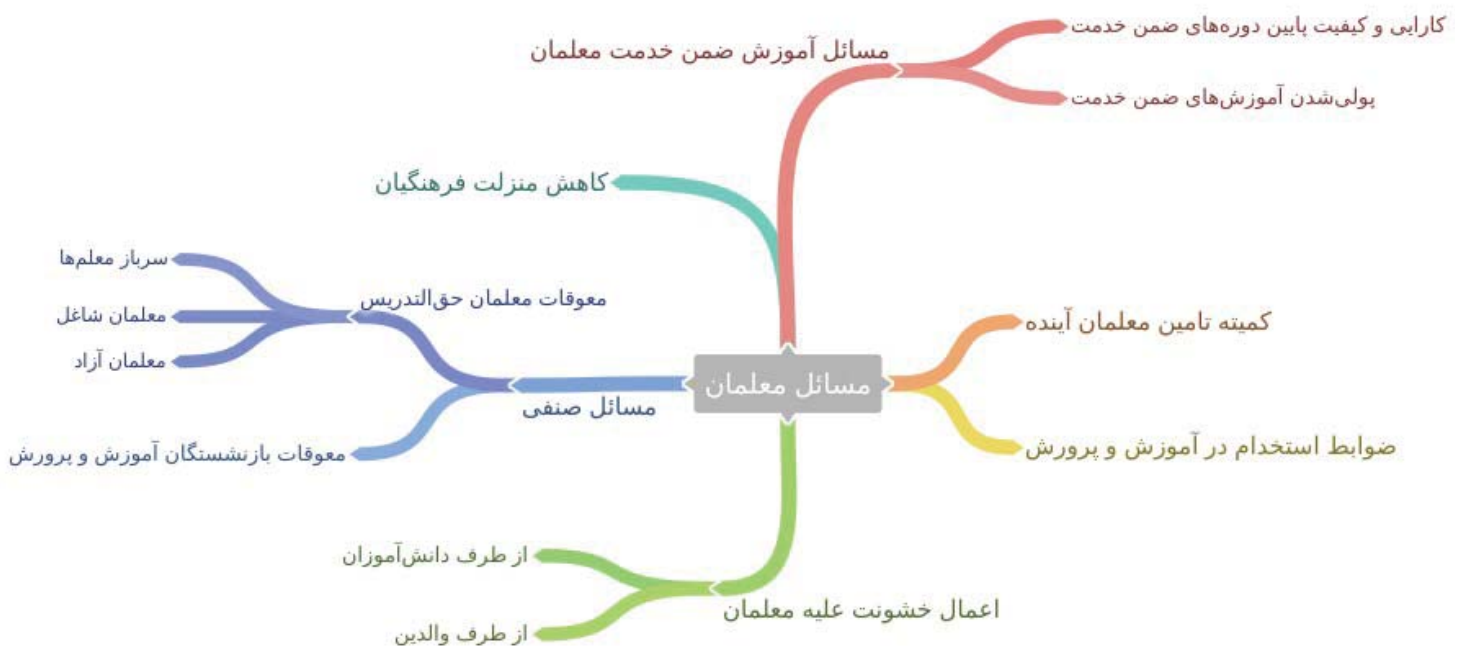 کارایی و کیفیت پایین دوره‌های ضمن خدمت
مسائل آموزش ضمن خدمت معلمان
پولی‌شدن آموزش‌های ضمن خدمت
کاهش منزلت فرهنگیان
سرباز معلم‌ها
معوقات معلمان حق‌التدریس
معلمان شاغل
معلمان آزاد
کمیته تامین معلمان آینده
مسائل معلمان
مسائل صنفی
ضوابط استخدام در آموزش و پرورش
معوقات بازنشستگان آموزش و پرورش
از طرف دانش‌آموزان
اعمال خشونت علیه معلمان
از طرف والدین